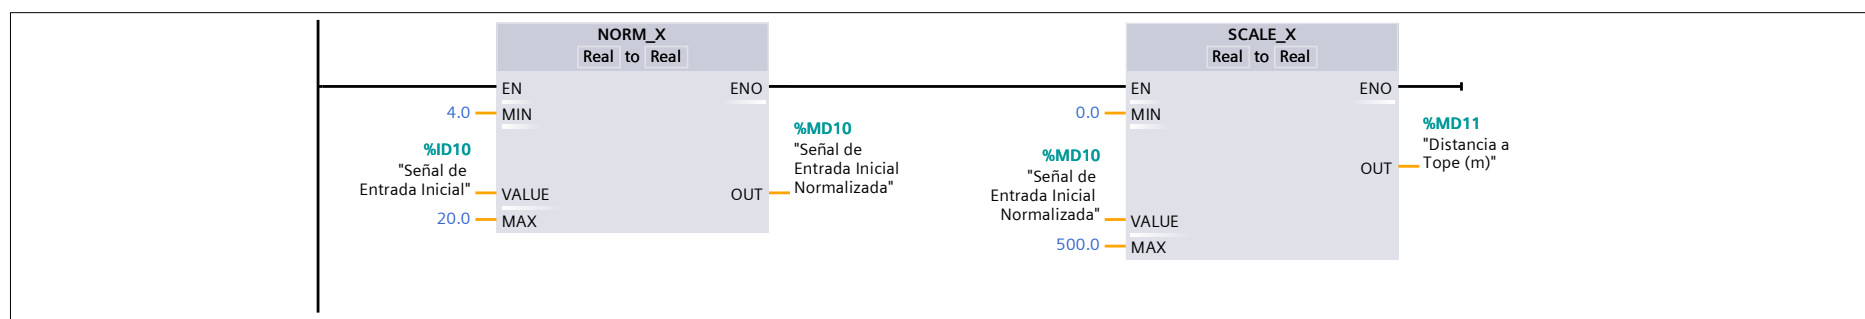 NORM_X
Real to Real
EN
ENO
4.0
MIN
%ID10
"Señal de
Entrada Inicial"
VALUE
20.0
MAX
%MD10
"Señal de
Entrada Inicial
Normalizada"
OUT
SCALE_X
Real to Real
EN
ENO
0.0
MIN
%MD10
"Señal de
Entrada Inicial
Normalizada"
VALUE
500.0
MAX
%MD11
"Distancia a
Tope (m)"
OUT